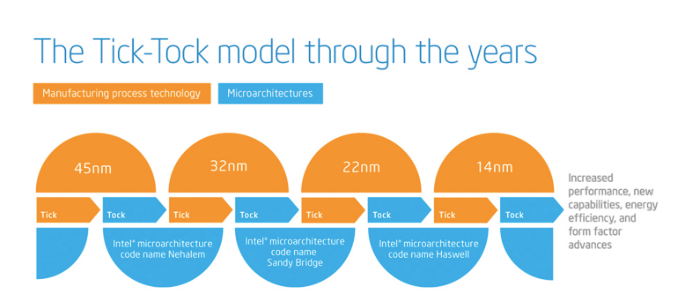 The Tick-Tock model through the years
Manufacturing process technology
Microarchitectures
45nm
32nm
22nm
14nm
Tick
Tock
Tick
Tock
Tick
Tock
Tick
Tock
Intel® microarchitecture
code name Nehalem
Intel® microarchitecture
code name
Sandy Bridge
Intel® microarchitecture
code name Haswell
Increased
performance, new
capabilities, energy
efficiency, and
form factor
advances